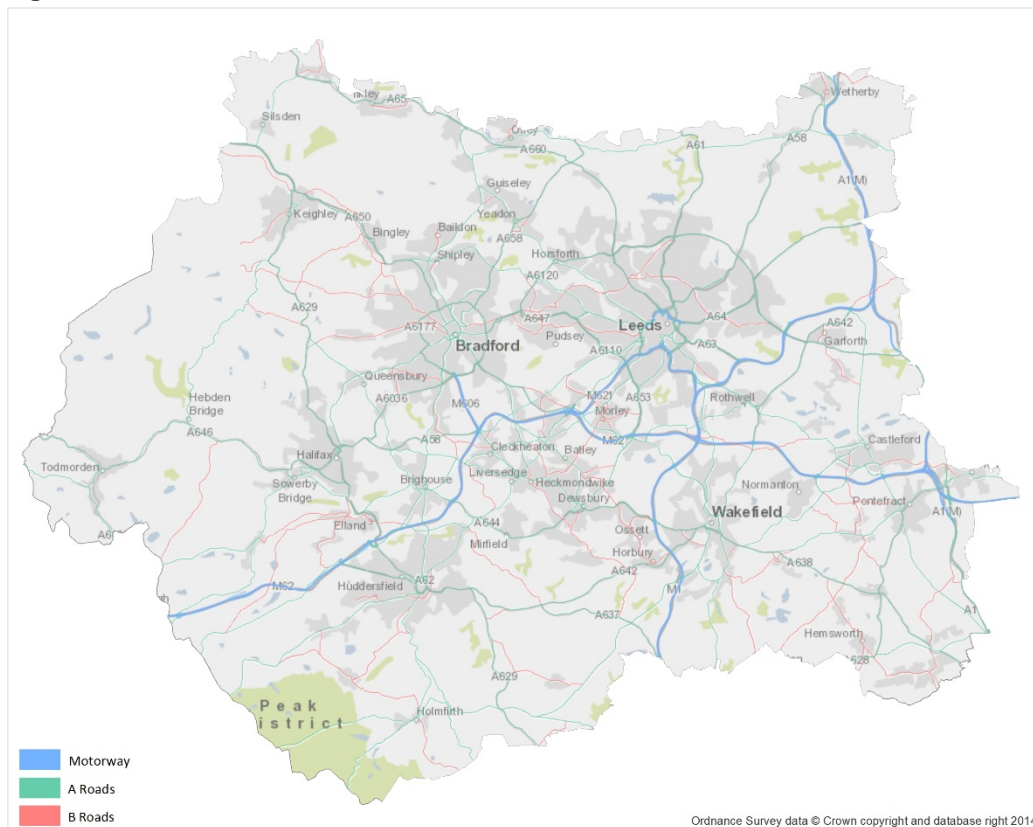 Wetherby
A65
Silsden
A660
A61
A58
Guiseley
A1(M)
Keighley
A650
Yeadon
Baildon
Bingley
A658
Horsforth
Shipley
A6120
A629
A647
A64
A6177
Leeds
A642
Bradford
Pudsey
A6110
A63
Garforth
Queensbury
M621
A653
Rothwell
Hebden
Bridge
A6036
M606
Morley
A646
A58
M62
Castleford
Todmorden
Halifax
Cleckheaton
Batley
Sowerby
Bridge
Brighouse
Liversedge
Heckmondwike
Normanton
Dewsbury
Pontefract
Elland
A644
Wakefield
A1(M)
Mirfield
Ossett
Horbury
M62
Huddersfield
A62
A642
A638
M1
A637
A1
Hemsworth
A628
A629
Peak
istrict
Holmfirth
Motorway
A Roads
B Roads
Ordnance Survey data © Crown copyright and database right 2014